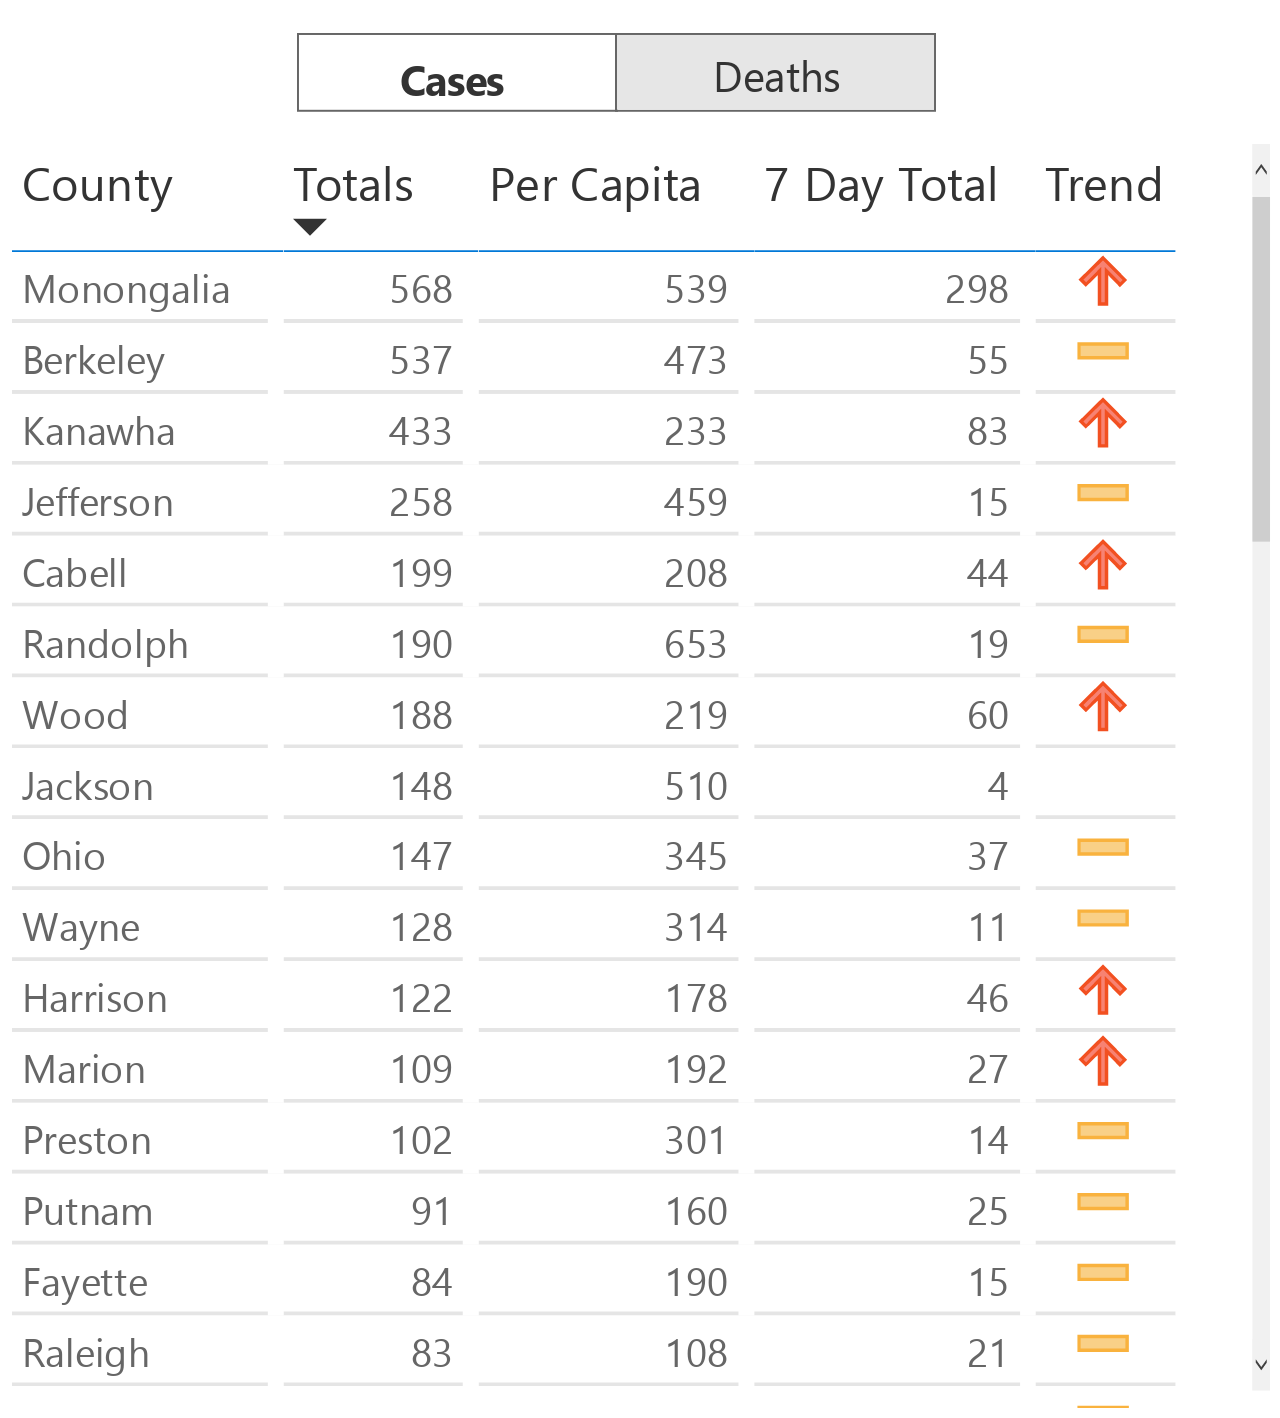 Cases Deaths
County Totals Per Capita 7 Day Total Trend
Monongalia 568 539 298
Berkeley 537 473 55
Kanawha 433 233 83
Jefferson 258 459 15
Cabell 199 208 44
Randolph 190 653 19
Wood 188 219 60
Jackson 148 510 4
Ohio 147 345 37
Wayne 128 314 11
Harrison 122 178 46
Marion 109 192 27
Preston 102 301 14
Putnam 91 160 25
Fayette 84 190 15
Raleigh 83 108 21